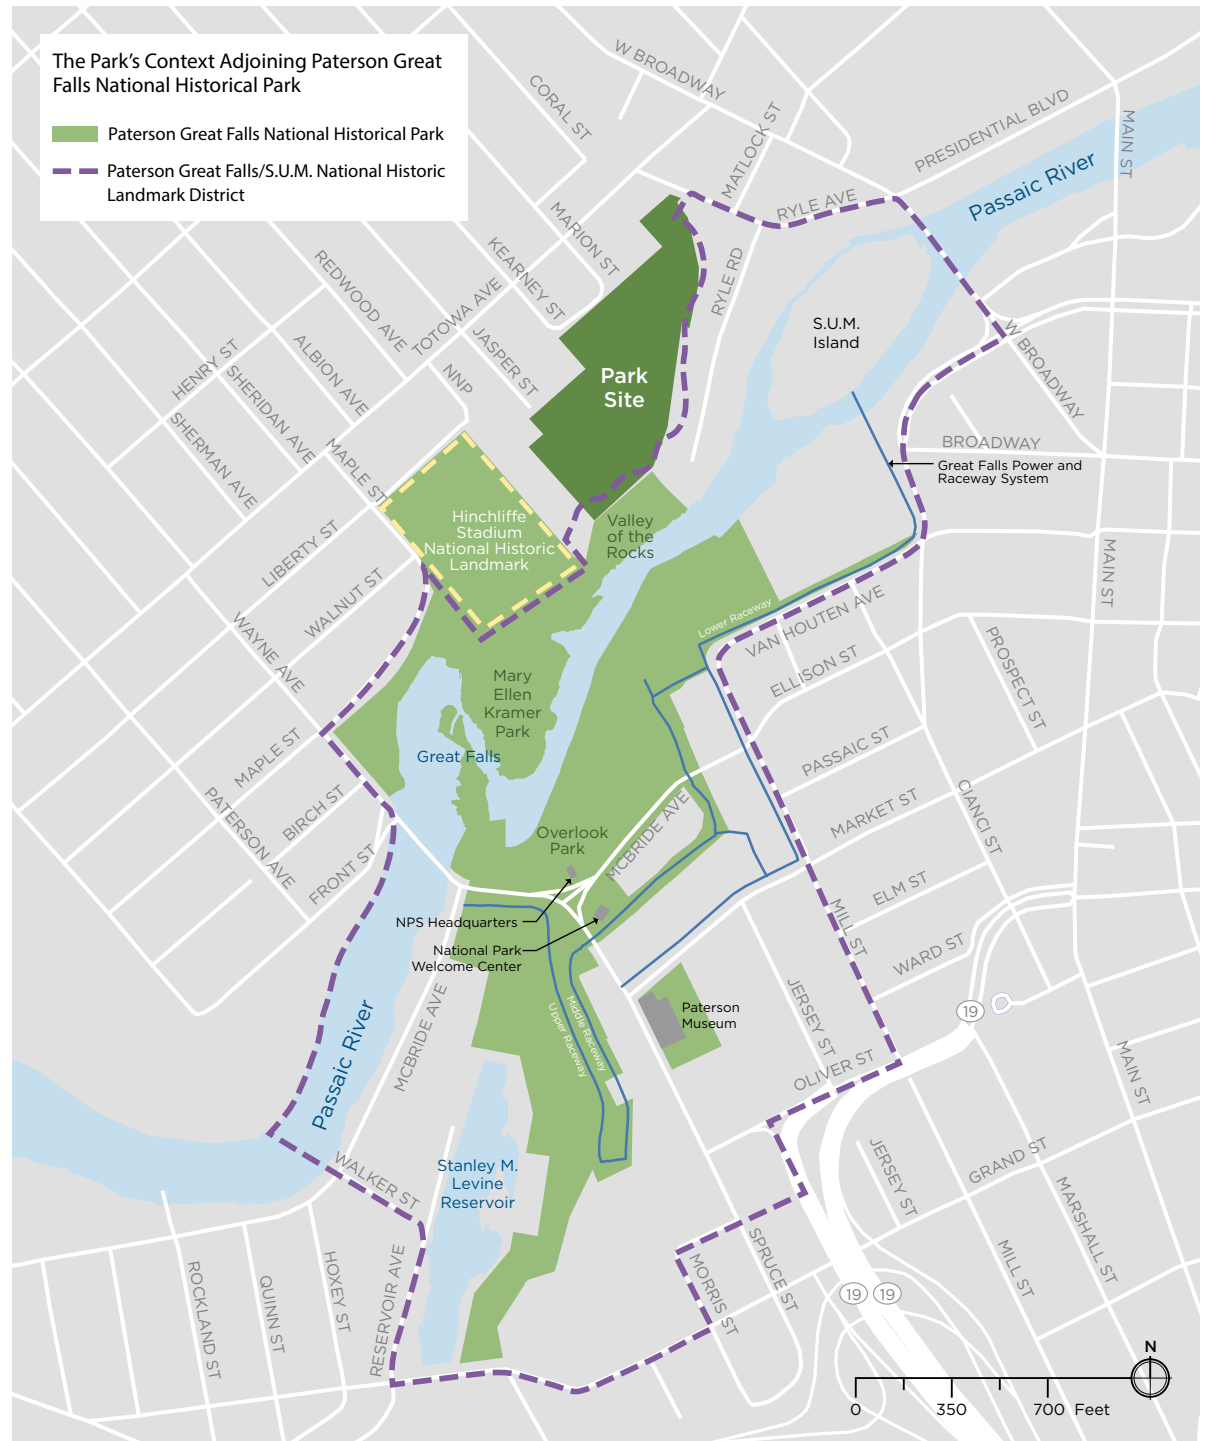 The Park's Context Adjoining Paterson Great
Falls National Historical Park
Paterson Great Falls National Historical Park
Paterson Great Falls/S.U.M. National Historic
Landmark District
W BROADWAY
CORAL ST
MATLOCK ST
PRESIDENTIAL BLVD
MAIN ST
Passaic River
RYLE AVE
MARION ST
KEARNEY ST
REDWOOD AVE
TOTOWA AVE
RYLE RD
S.U.M.
Island
W BROADWAY
HENRY ST
ALBION AVE
JASPER ST
SHERIDAN AVE
NNP
Park
Site
SHERMAN AVE
MAPLE ST
BROADWAY
Great Falls Power and
Raceway System
Hinchliffe
Stadium
National Historic
Landmark
Valley
of the
Rocks
LIBERTY ST
WALNUT ST
MAIN ST
Lower Raceway
VAN HOUTEN AVE
WAYNE AVE
ELLISON ST
PROSPECT ST
Mary
Ellen
Kramer
Park
MAPLE ST
Great Falls
PASSAIC ST
PATERSON AVE
BIRCH ST
MARKET ST
CIANCI ST
Overlook
Park
MCBRIDE AVE
FRONT ST
ELM ST
NPS Headquarters
MILL ST
National Park
Welcome Center
WARD ST
Paterson
Museum
19
Middle Raceway
Upper Raceway
MCBRIDE AVE
Passaic River
JERSEY ST
OLIVER ST
MAIN ST
WALKER ST
Stanley M.
Levine
Reservoir
JERSEY ST
GRAND ST
MARSHALL ST
ROCKLAND ST
QUINN ST
HOXEY ST
RESERVOIR AVE
MORRIS ST
SPRUCE ST
MILL ST
19
19
N
0
350
700 Feet